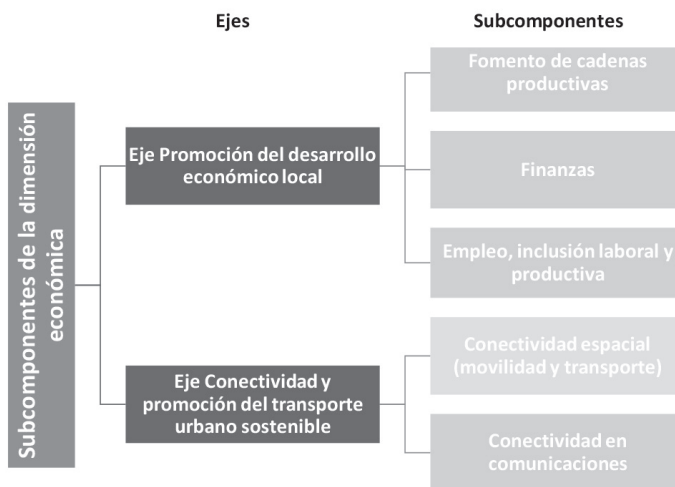 Ejes
Subcomponentes
Subcomponentes de la dimensión
económica
Eje Promoción del desarrollo
económico local
Fomento de cadenas
productivas
Finanzas
Empleo, inclusión laboral y
productiva
Eje Conectividad y
promoción del transporte
urbano sostenible
Conectividad espacial
(movilidad y transporte)
Conectividad en
comunicaciones